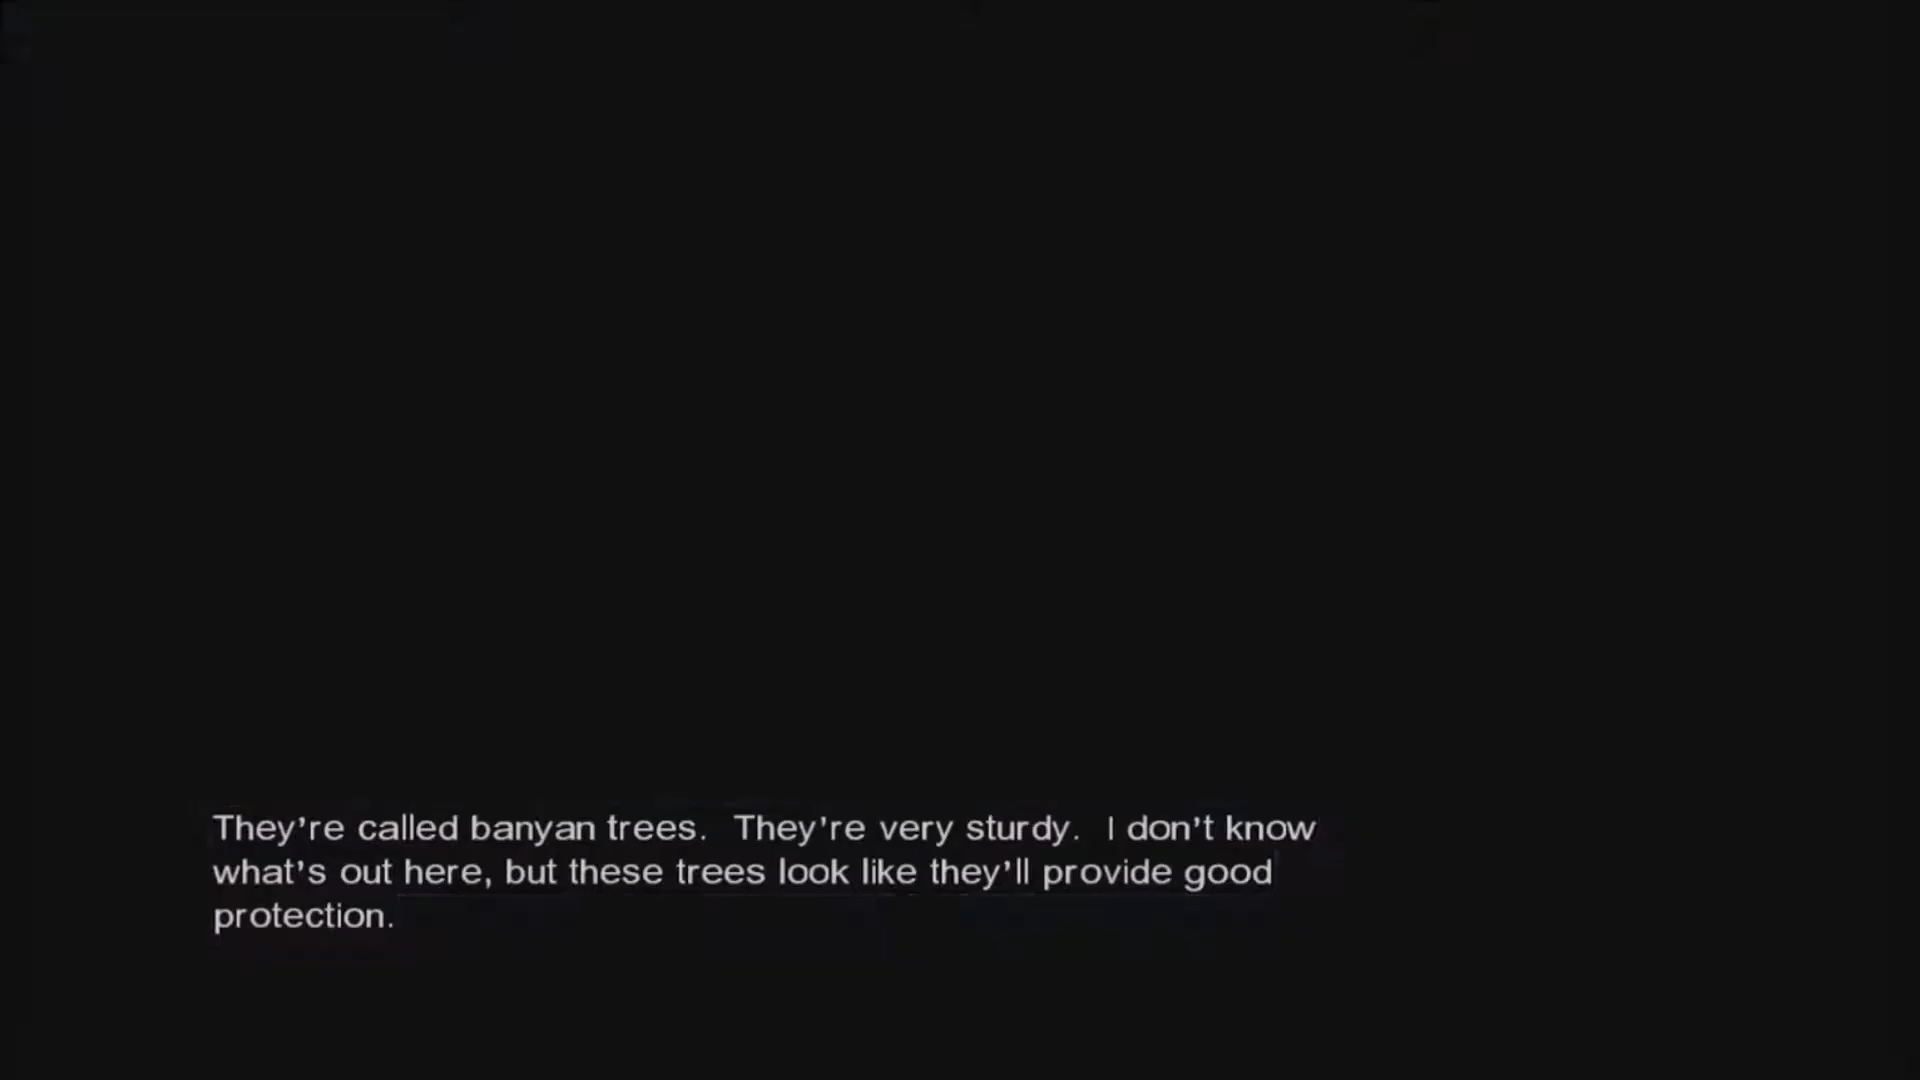 They're called banyan trees.  They're very sturdy.  I don't know
what's out here, but these trees look like they'll provide good
protection.